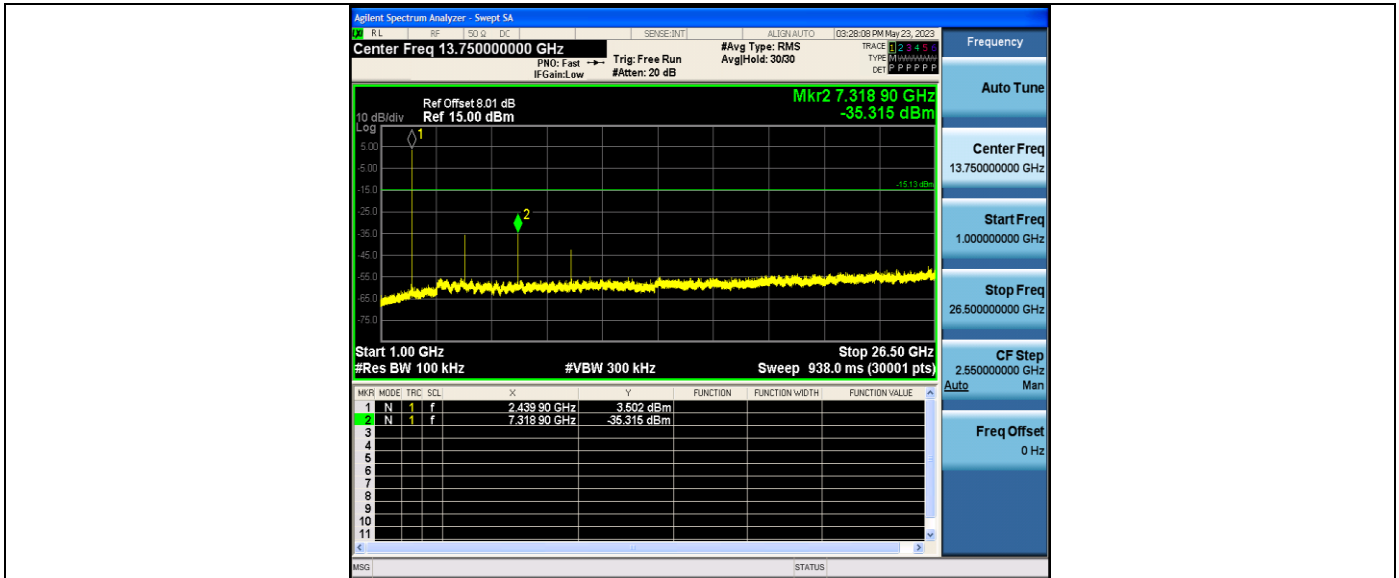 Agilent Spectrum Analyzer - Swept SA
RL RF 50 Ω DC SENSE:INT ALIGN AUTO 03:28:08 PM May 23, 2023
Center Freq 13.750000000 GHz
PNO: Fast
IFGain:Low
Trig: Free Run
#Atten: 20 dB
#Avg Type: RMS
Avg|Hold: 30/30
TRACE 1 2 3 4 5 6
TYPE MWWWWW
DET P P P P P P
Frequency
Auto Tune
Center Freq
13.750000000 GHz
Start Freq
1.000000000 GHz
Stop Freq
26.500000000 GHz
CF Step
2.550000000 GHz
Auto Man
Freq Offset
0 Hz
Mkr2 7.318 90 GHz
-35.315 dBm
Ref Offset 8.01 dB
10 dB/div Ref 15.00 dBm
Log
1
5.00
-5.00
-15.0
-15.13 dBm
-25.0
2
-35.0
-45.0
-55.0
-65.0
-75.0
Start 1.00 GHz Stop 26.50 GHz
#Res BW 100 kHz #VBW 300 kHz Sweep 938.0 ms (30001 pts)
MKR MODE TRC SCL X Y FUNCTION FUNCTION WIDTH FUNCTION VALUE
1 N 1 f 2.439 90 GHz 3.502 dBm
2 N 1 f 7.318 90 GHz -35.315 dBm
3
4
5
6
7
8
9
10
11
MSG STATUS